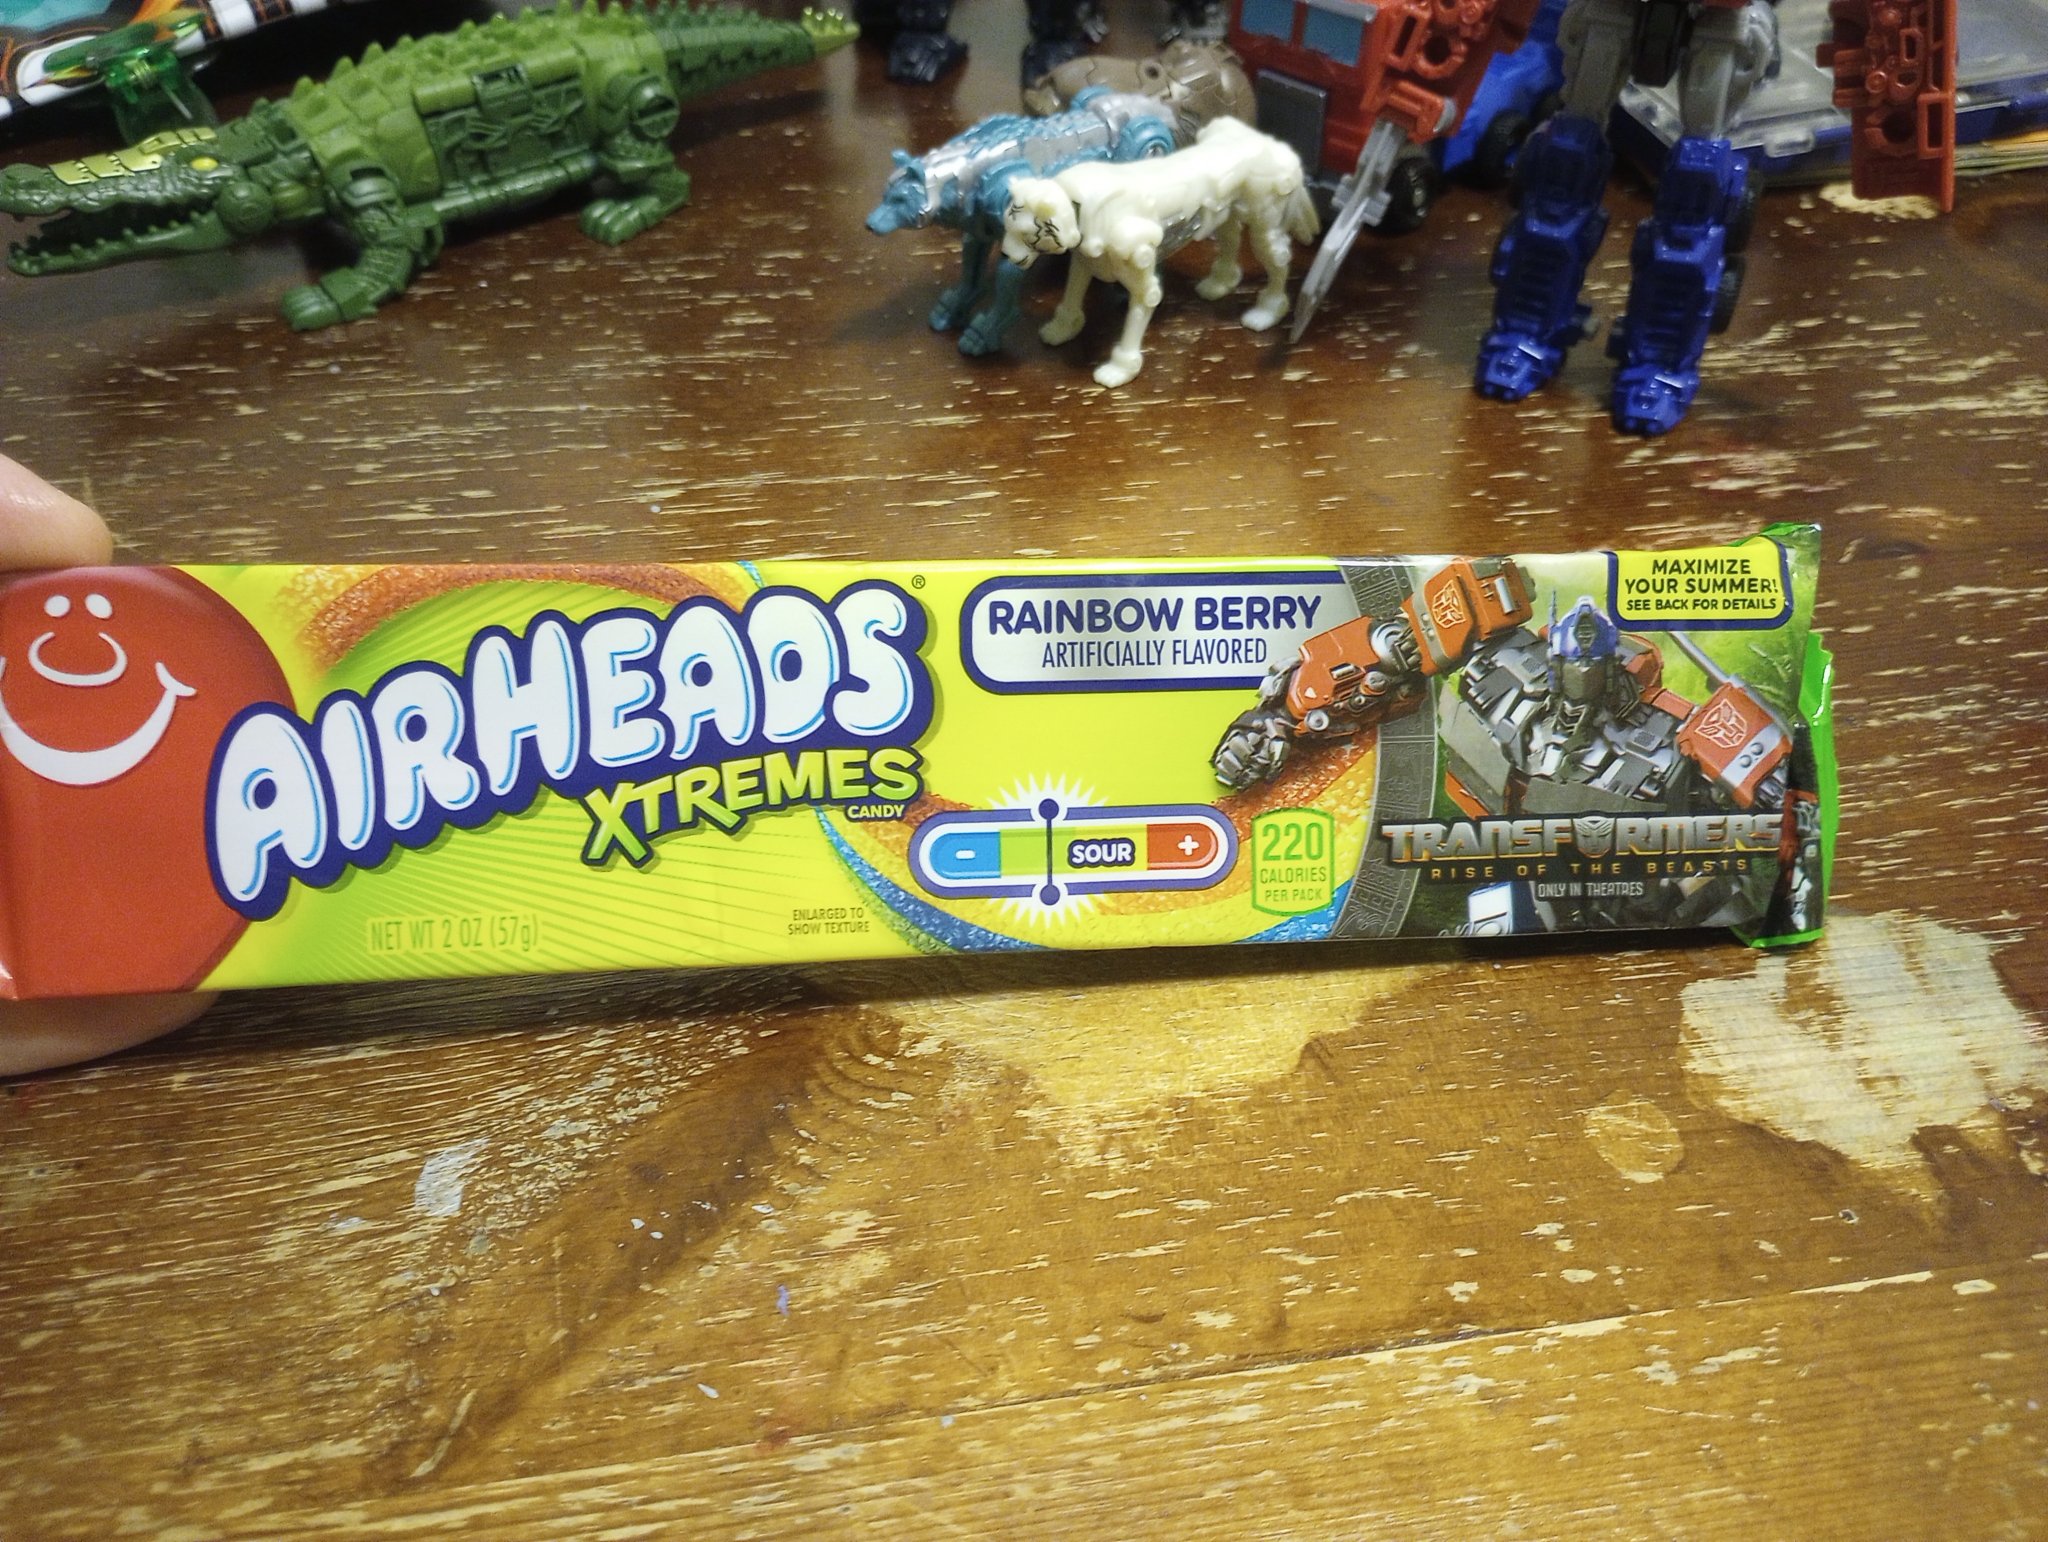 AIRHEADS®
XTREMES
CANDY
NET WT 2 OZ (57g)
ENLARGED TO
SHOW TEXTURE
RAINBOW BERRY
ARTIFICIALLY FLAVORED
- SOUR +
220
CALORIES
PER PACK
MAXIMIZE
YOUR SUMMER!
SEE BACK FOR DETAILS
TRANSFORMERS
RISE OF THE BEASTS
ONLY IN THEATRES